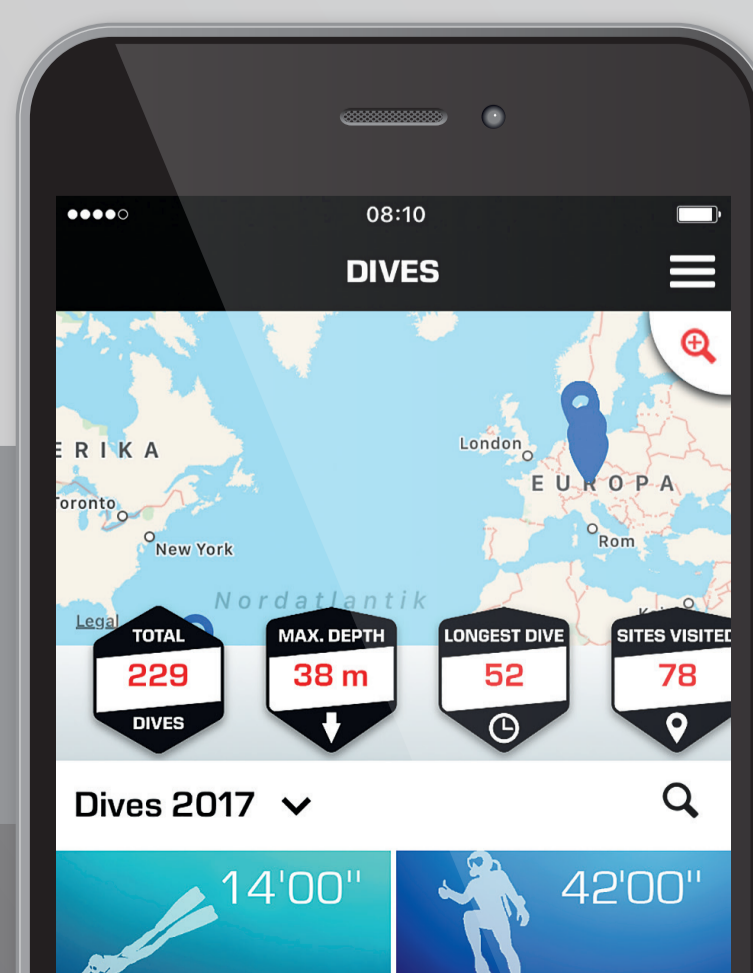 08:10
DIVES
ERIKA
London
EUROPA
Toronto
New York
Rom
Nordatlantik
Legal
TOTAL
229
DIVES
MAX. DEPTH
38 m
LONGEST DIVE
52
SITES VISITED
78
Dives 2017
14'00"
42'00"